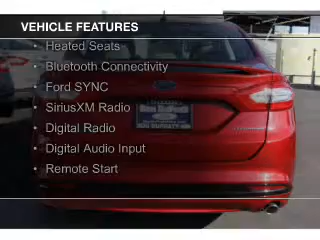 VEHICLE FEATURES
• Heated Seats
• Bluetooth Connectivity
• Ford SYNC
• SiriusXM Radio
• Digital Radio
• Digital Audio Input
• Remote Start